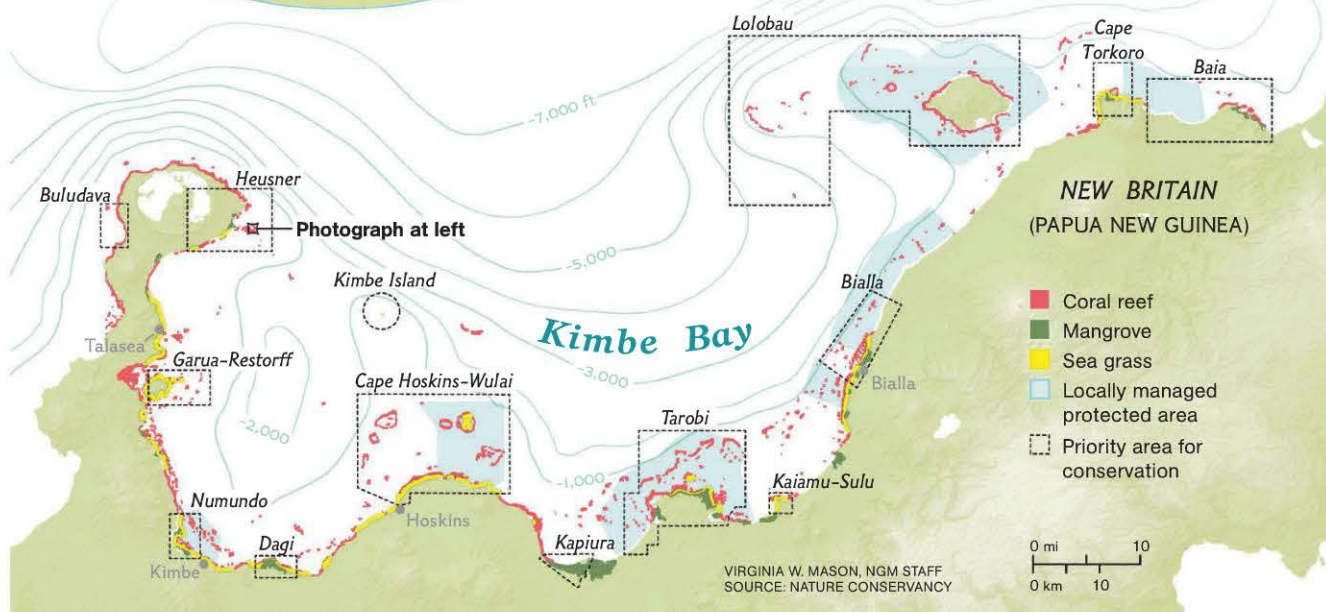 Lolobau
Cape
Torkoro
Baia
-7,000 ft
Buludava
Heusner
Photograph at left
NEW BRITAIN
(PAPUA NEW GUINEA)
-5,000
Kimbe Island
Bialla
Kimbe Bay
Talasea
Garua-Restorff
-3,000
Cape Hoskins-Wulai
Bialla
-2,000
Tarobi
Coral reef
Mangrove
Sea grass
Locally managed
protected area
Priority area for
conservation
-1,000
Kaiamu-Sulu
Numundo
Hoskins
Dagi
Kapiura
Kimbe
0 mi 10
0 km 10
VIRGINIA W. MASON, NGM STAFF
SOURCE: NATURE CONSERVANCY